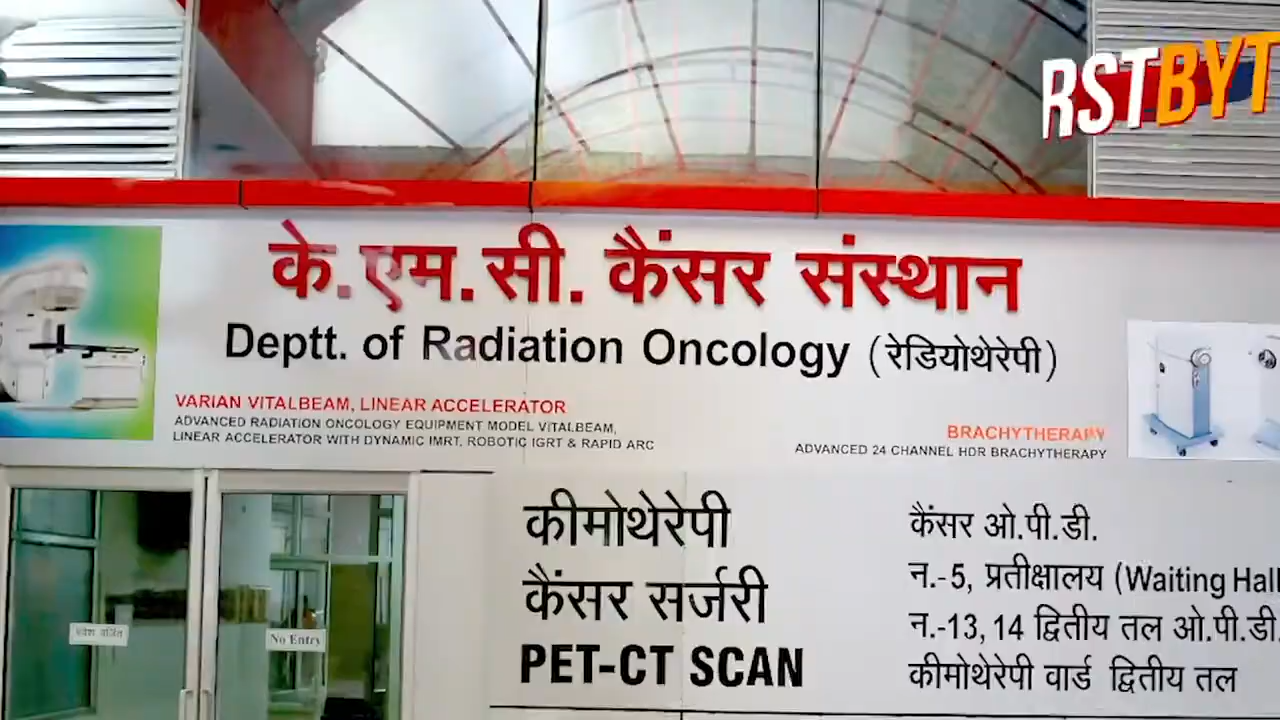 RSTBYT
के.एम.सी. कैंसर संस्थान
Deptt. of Radiation Oncology (रेडियोथेरेपी)
VARIAN VITALBEAM, LINEAR ACCELERATOR
ADVANCED RADIATION ONCOLOGY EQUIPMENT MODEL VITALBEAM,
LINEAR ACCELERATOR WITH DYNAMIC IMRT, ROBOTIC IGRT & RAPID ARC
BRACHYTHERAPY
ADVANCED 24 CHANNEL HDR BRACHYTHERAPY
कीमोथेरेपी
कैंसर सर्जरी
PET-CT SCAN
कैंसर ओ.पी.डी.
न.-5, प्रतीक्षालय (Waiting Hall
न.-13, 14 द्वितीय तल ओ.पी.डी.
कीमोथेरेपी वार्ड द्वितीय तल
प्रवेश वर्जित
No Entry